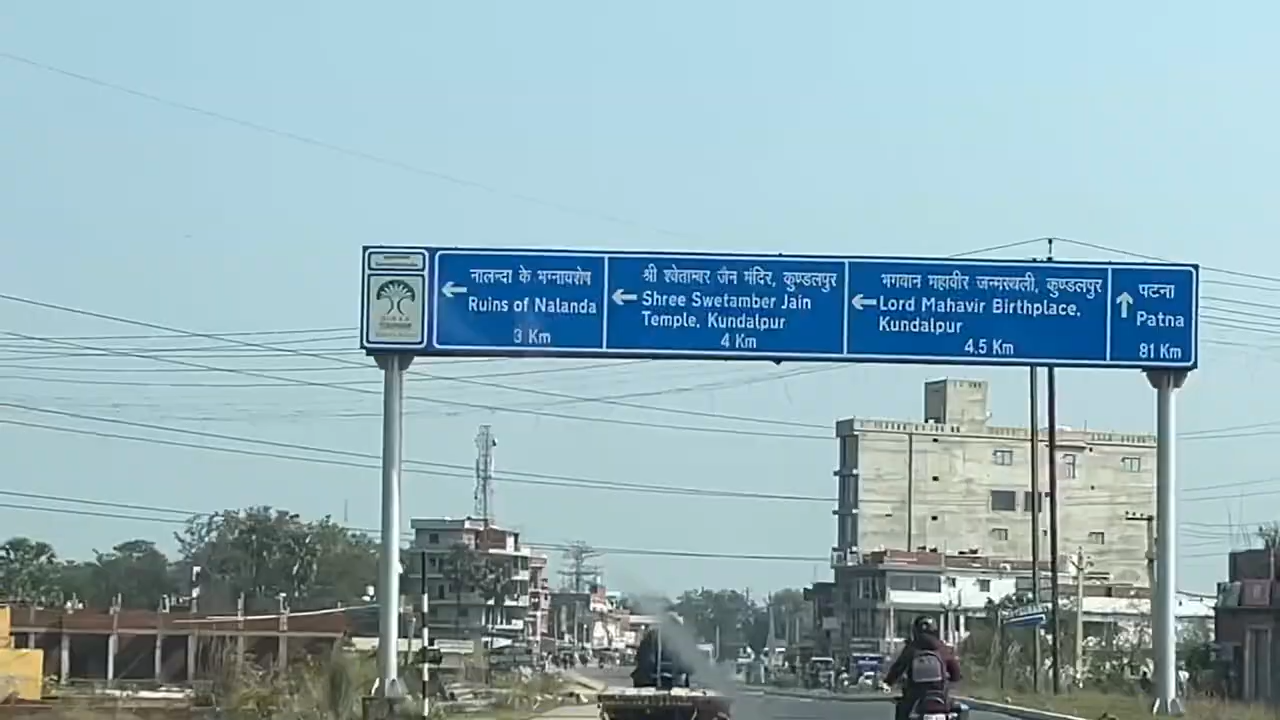 नालन्दा के भग्नावशेष
Ruins of Nalanda
3 Km
श्री श्वेताम्बर जैन मंदिर, कुण्डलपुर
Shree Swetamber Jain
Temple, Kundalpur
4 Km
भगवान महावीर जन्मस्थली, कुण्डलपुर
Lord Mahavir Birthplace,
Kundalpur
4.5 Km
पटना
Patna
81 Km